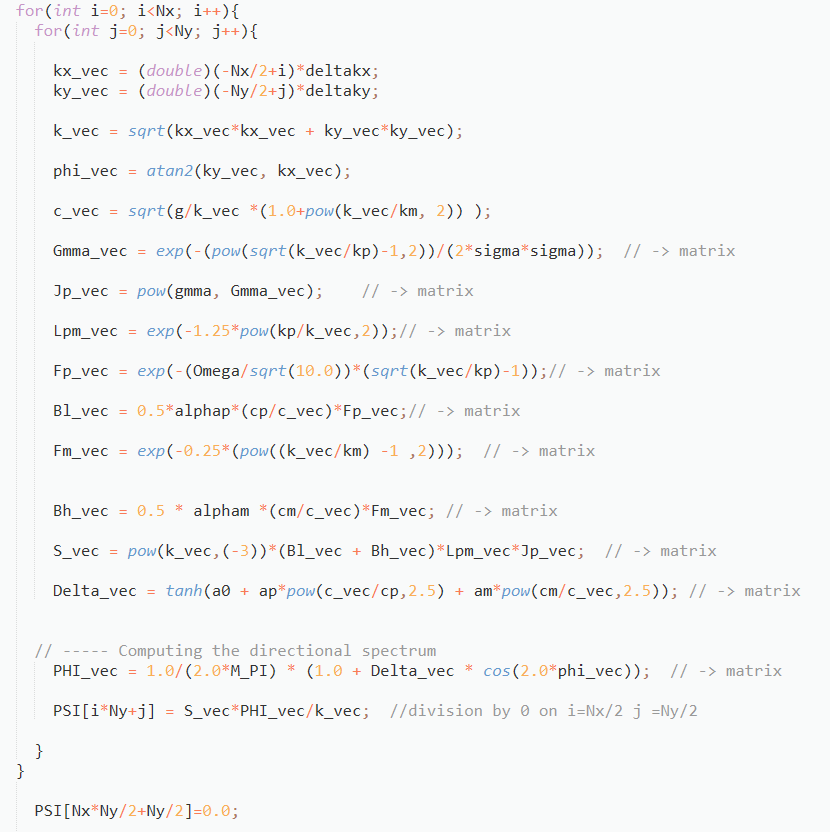 for(int i=0; i<Nx; i++){
for(int j=0; j<Ny; j++){
kx_vec = (double)(-Nx/2+i)*deltakx;
ky_vec = (double)(-Ny/2+j)*deltaky;
k_vec = sqrt(kx_vec*kx_vec + ky_vec*ky_vec);
phi_vec = atan2(ky_vec, kx_vec);
c_vec = sqrt(g/k_vec *(1.0+pow(k_vec/km, 2)) );
Gmma_vec = exp(-(pow(sqrt(k_vec/kp)-1,2))/(2*sigma*sigma));  // -> matrix
Jp_vec = pow(gmma, Gmma_vec);    // -> matrix
Lpm_vec = exp(-1.25*pow(kp/k_vec,2));// -> matrix
Fp_vec = exp(-(Omega/sqrt(10.0))*(sqrt(k_vec/kp)-1));// -> matrix
Bl_vec = 0.5*alphap*(cp/c_vec)*Fp_vec;// -> matrix
Fm_vec = exp(-0.25*(pow((k_vec/km) -1 ,2)));  // -> matrix
Bh_vec = 0.5 * alpham *(cm/c_vec)*Fm_vec; // -> matrix
S_vec = pow(k_vec,(-3))*(Bl_vec + Bh_vec)*Lpm_vec*Jp_vec;  // -> matrix
Delta_vec = tanh(a0 + ap*pow(c_vec/cp,2.5) + am*pow(cm/c_vec,2.5)); // -> matrix
// ----- Computing the directional spectrum
PHI_vec = 1.0/(2.0*M_PI) * (1.0 + Delta_vec * cos(2.0*phi_vec));  // -> matrix
PSI[i*Ny+j] = S_vec*PHI_vec/k_vec;  //division by 0 on i=Nx/2 j =Ny/2
}
}
PSI[Nx*Ny/2+Ny/2]=0.0;